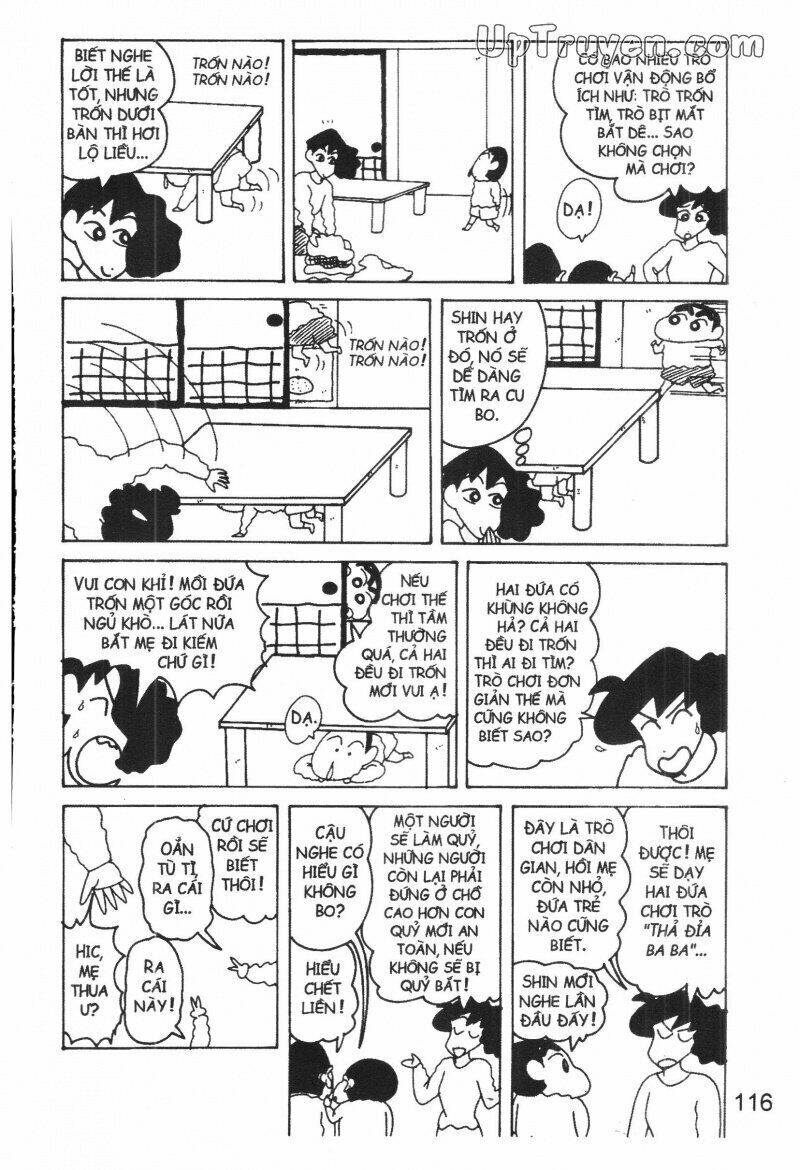 UpTruyen.com
CÓ BAO NHIÊU TRÒ
CHƠI VẬN ĐỘNG BỔ
ÍCH NHƯ: TRÒ TRỐN
TÌM, TRÒ BỊT MẮT
BẮT DÊ... SAO
KHÔNG CHỌN
MÀ CHƠI?
DẠ!
TRỐN NÀO!
TRỐN NÀO!
BIẾT NGHE
LỜI THẾ LÀ
TỐT, NHƯNG
TRỐN DƯỚI
BÀN THÌ HƠI
LỘ LIỄU...
SHIN HAY
TRỐN Ở
ĐÓ, NÓ SẼ
DỄ DÀNG
TÌM RA CU
BO.
TRỐN NÀO!
TRỐN NÀO!
HAI ĐỨA CÓ
KHÙNG KHÔNG
HẢ? CẢ HAI
ĐỀU ĐI TRỐN
THÌ AI ĐI TÌM?
TRÒ CHƠI ĐƠN
GIẢN THẾ MÀ
CŨNG KHÔNG
BIẾT SAO?
NẾU
CHƠI THẾ
THÌ TẦM
THƯỜNG
QUÁ, CẢ HAI
ĐỀU ĐI TRỐN
MỚI VUI Ạ!
DẠ.
VUI CON KHỈ! MỖI ĐỨA
TRỐN MỘT GÓC RỒI
NGỦ KHÒ... LÁT NỮA
BẮT MẸ ĐI KIẾM
CHỨ GÌ!
THÔI
ĐƯỢC! MẸ
SẼ DẠY
HAI ĐỨA
CHƠI TRÒ
"THẢ ĐỈA
BA BA"...
ĐÂY LÀ TRÒ
CHƠI DÂN
GIAN, HỒI MẸ
CÒN NHỎ,
ĐỨA TRẺ
NÀO CŨNG
BIẾT.
SHIN MỚI
NGHE LẦN
ĐẦU ĐẤY!
MỘT NGƯỜI
SẼ LÀM QUỶ,
NHỮNG NGƯỜI
CÒN LẠI PHẢI
ĐỨNG Ở CHỖ
CAO HƠN CON
QUỶ MỚI AN
TOÀN, NẾU
KHÔNG SẼ BỊ
QUỶ BẮT!
CẬU
NGHE CÓ
HIỂU GÌ
KHÔNG
BO?
HIỂU
CHẾT
LIỀN!
CỨ CHƠI
RỒI SẼ
BIẾT
THÔI!
OẲN
TÙ TÌ,
RA CÁI
GÌ...
RA
CÁI
NÀY!
HIC,
MẸ
THUA
Ư?
116